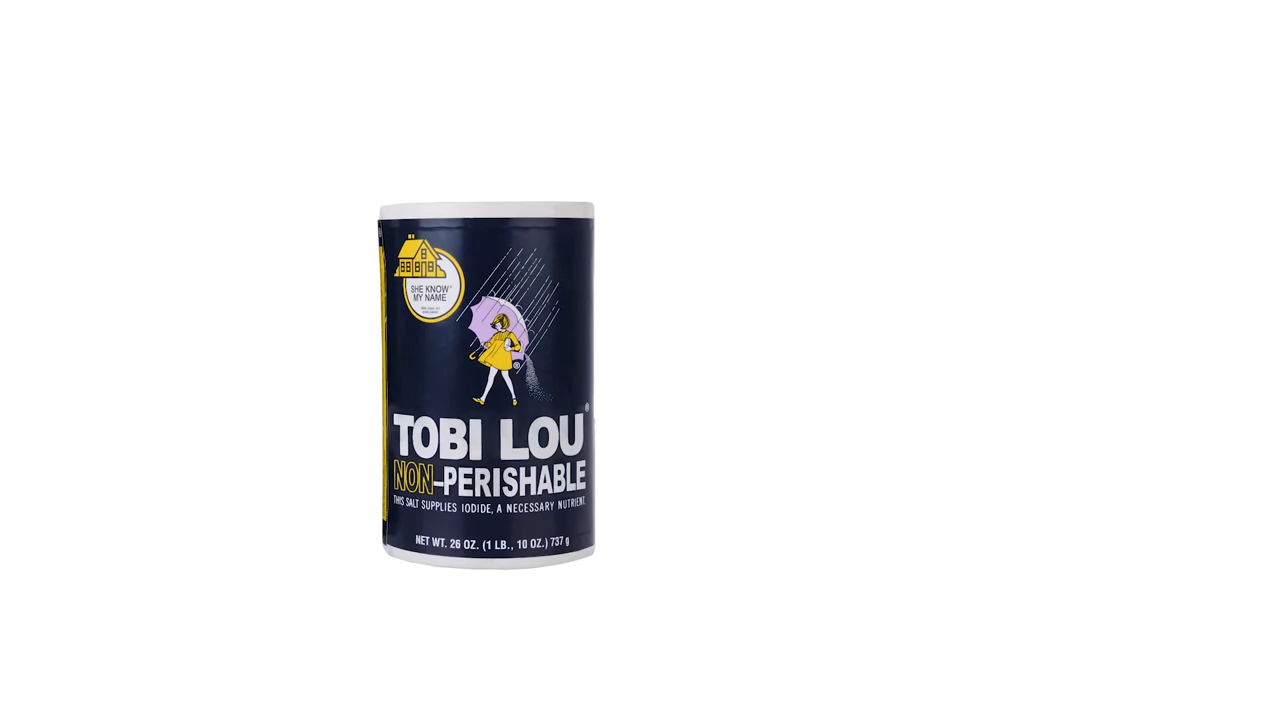 SHE KNOW®
MY NAME
TOBI LOU®
NON-PERISHABLE
THIS SALT SUPPLIES IODIDE, A NECESSARY NUTRIENT.
NET WT. 26 OZ. (1 LB., 10 OZ.) 737 g